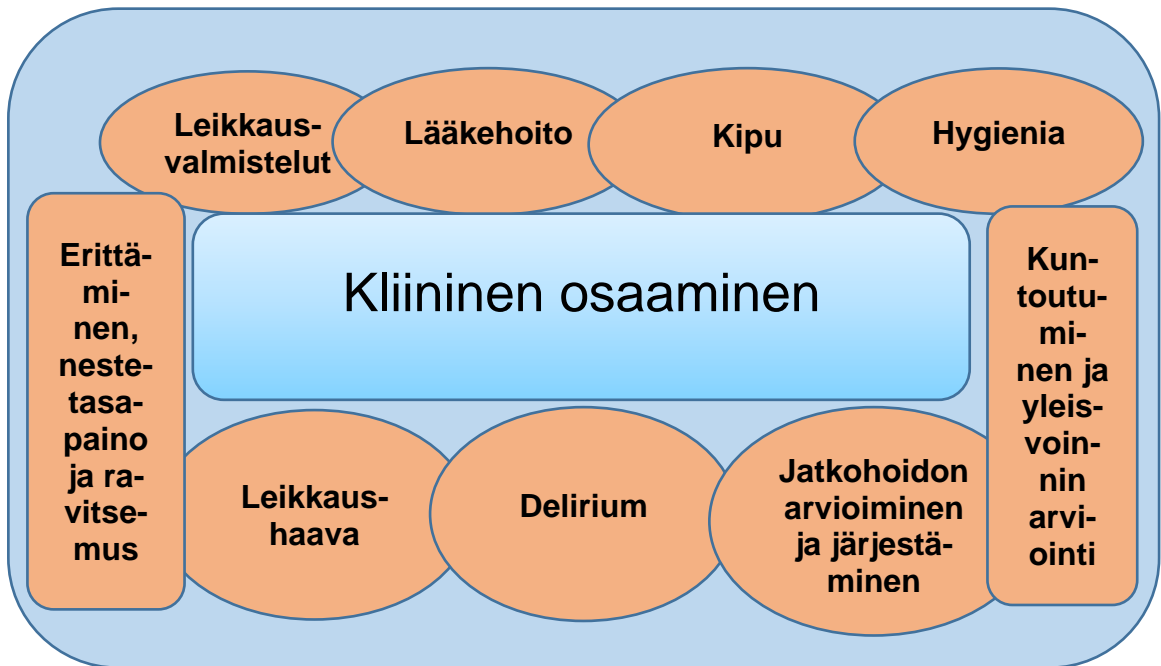 Leikkaus-
valmistelut
Lääkehoito
Kipu
Hygienia
Erittä-
mi-
nen,
neste-
tasa-
paino
ja ra-
vitse-
mus
Kliininen osaaminen
Kun-
toutu-
mi-
nen ja
yleis-
voin-
nin
arvi-
ointi
Leikkaus-
haava
Delirium
Jatkohoidon
arvioiminen
ja järjestä-
minen